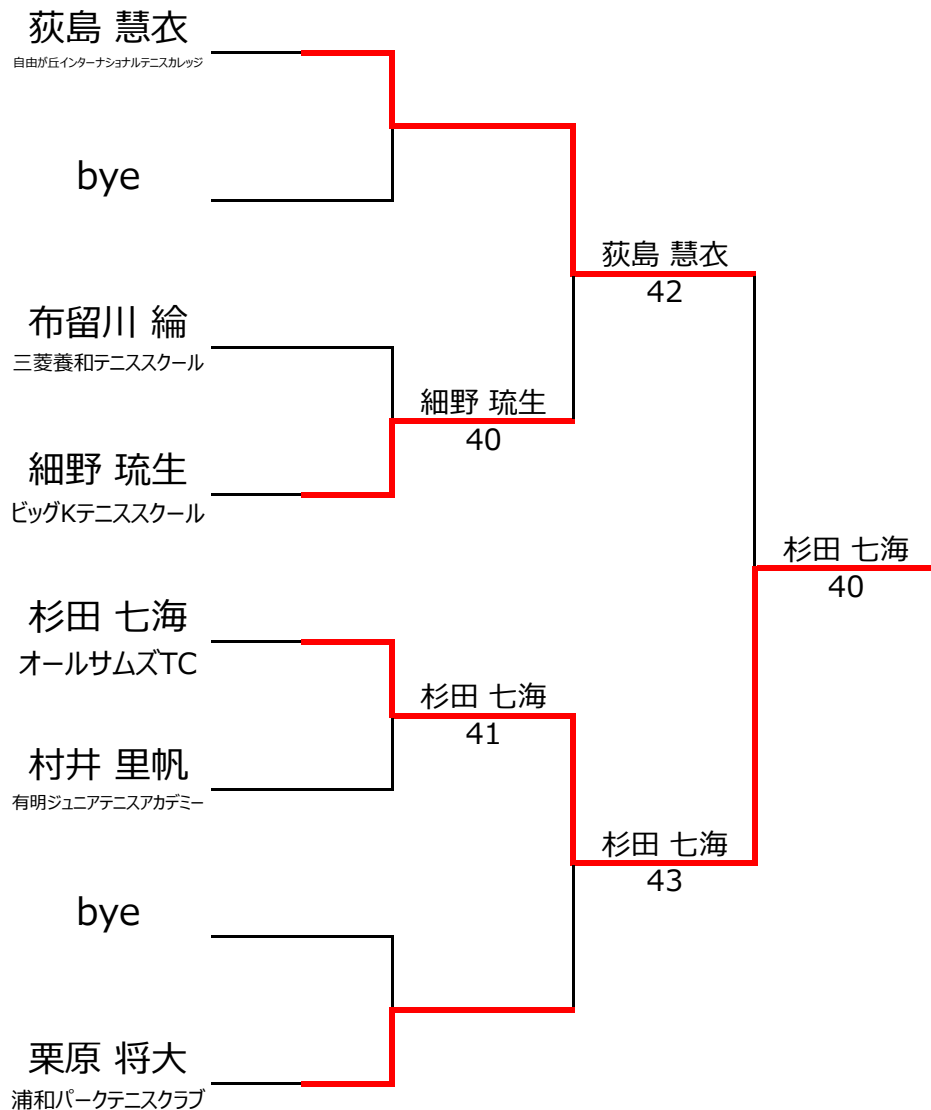 荻島 慧衣
自由が丘インターナショナルテニスカレッジ
bye
布留川 綸
三菱養和テニススクール
細野 琉生
ビッグKテニススクール
杉田 七海
オールサムズTC
村井 里帆
有明ジュニアテニスアカデミー
bye
栗原 将大
浦和パークテニスクラブ
細野 琉生
40
杉田 七海
41
荻島 慧衣
42
杉田 七海
43
杉田 七海
40